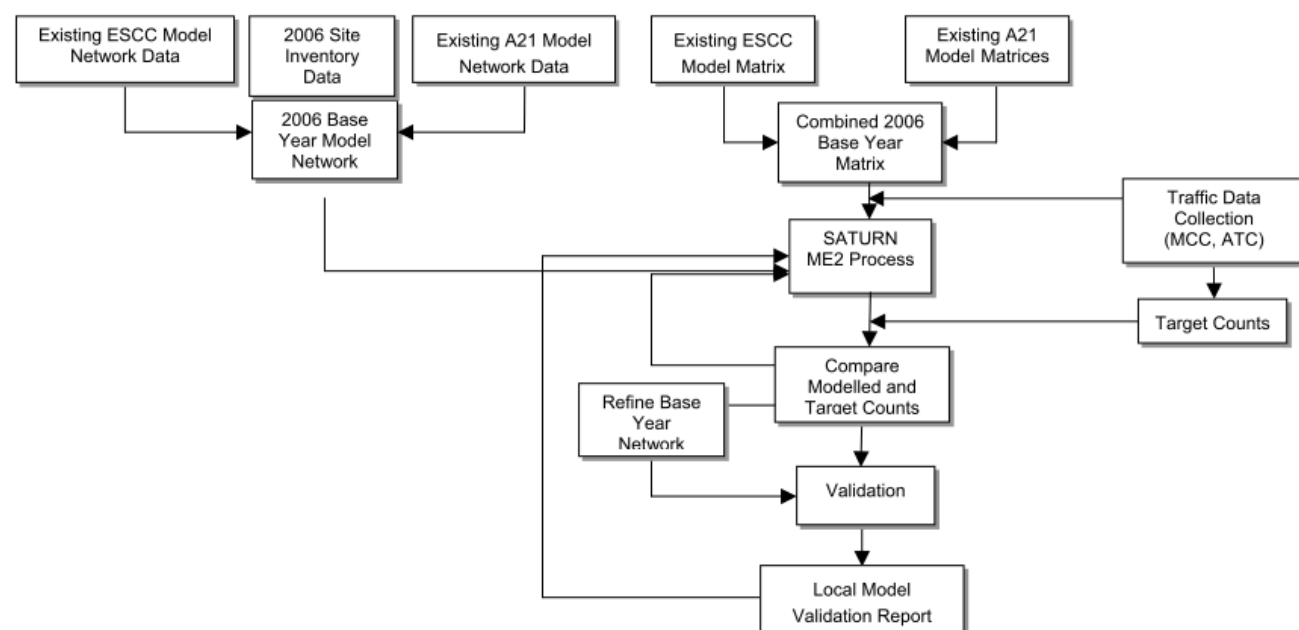 Existing ESCC Model
Network Data
2006 Site
Inventory
Data
Existing A21 Model
Network Data
Existing ESCC
Model Matrix
Existing A21
Model Matrices
2006 Base
Year Model
Network
Combined 2006
Base Year
Matrix
Traffic Data
Collection
(MCC, ATC)
SATURN
ME2 Process
Target Counts
Compare
Modelled and
Target Counts
Refine Base
Year
Network
Validation
Local Model
Validation Report